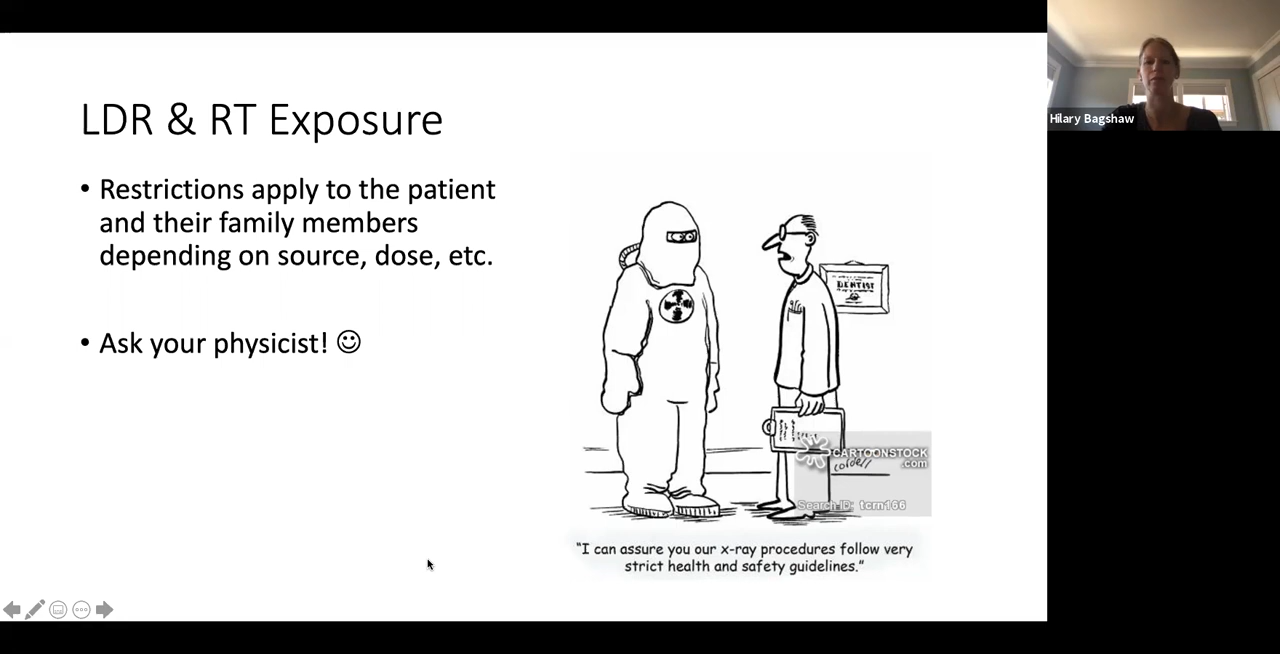 LDR & RT Exposure
• Restrictions apply to the patient
and their family members
depending on source, dose, etc.
• Ask your physicist! ☺
DENTIST
cordell
CARTOONSTOCK
.com
Search ID: tcrn166
“I can assure you our x-ray procedures follow very
strict health and safety guidelines.”
Hilary Bagshaw